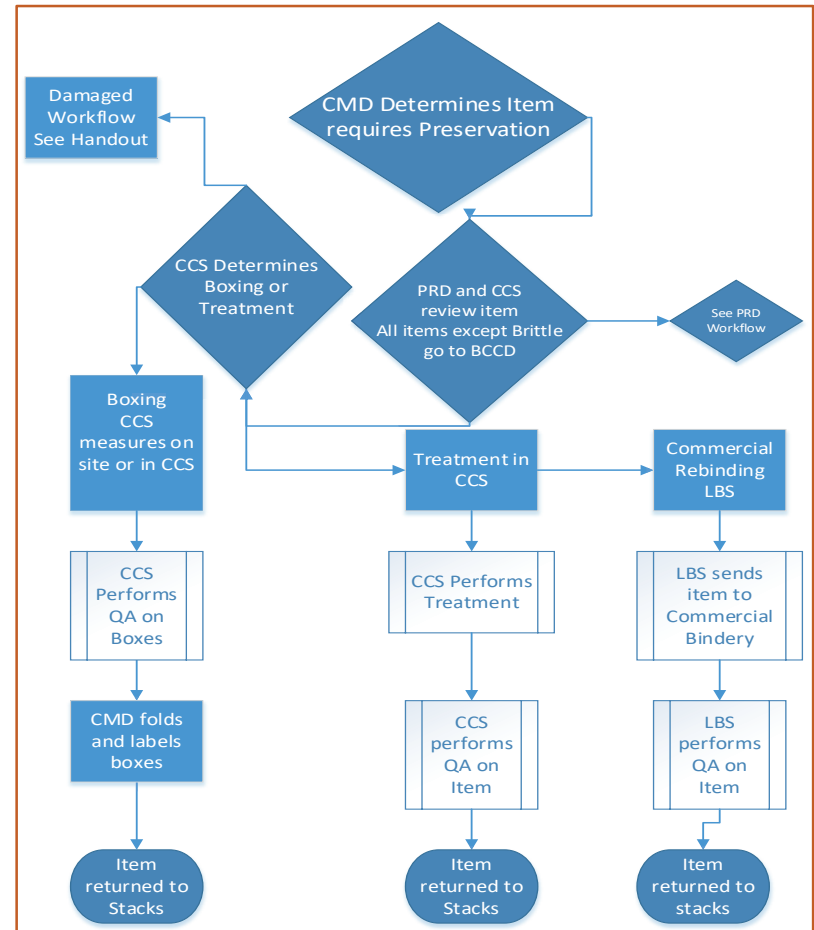 Damaged
Workflow
See Handout
CMD Determines Item
requires Preservation
CCS Determines
Boxing or
Treatment
PRD and CCS
review item
All items except Brittle
go to BCCD
See PRD
Workflow
Boxing
CCS
measures on
site or in CCS
Treatment in
CCS
Commercial
Rebinding
LBS
CCS
Performs
QA on
Boxes
CCS Performs
Treatment
LBS sends
item to
Commercial
Bindery
CMD folds
and labels
boxes
CCS
performs
QA on
Item
LBS
performs
QA on
Item
Item
returned to
Stacks
Item
returned to
Stacks
Item
returned to
stacks